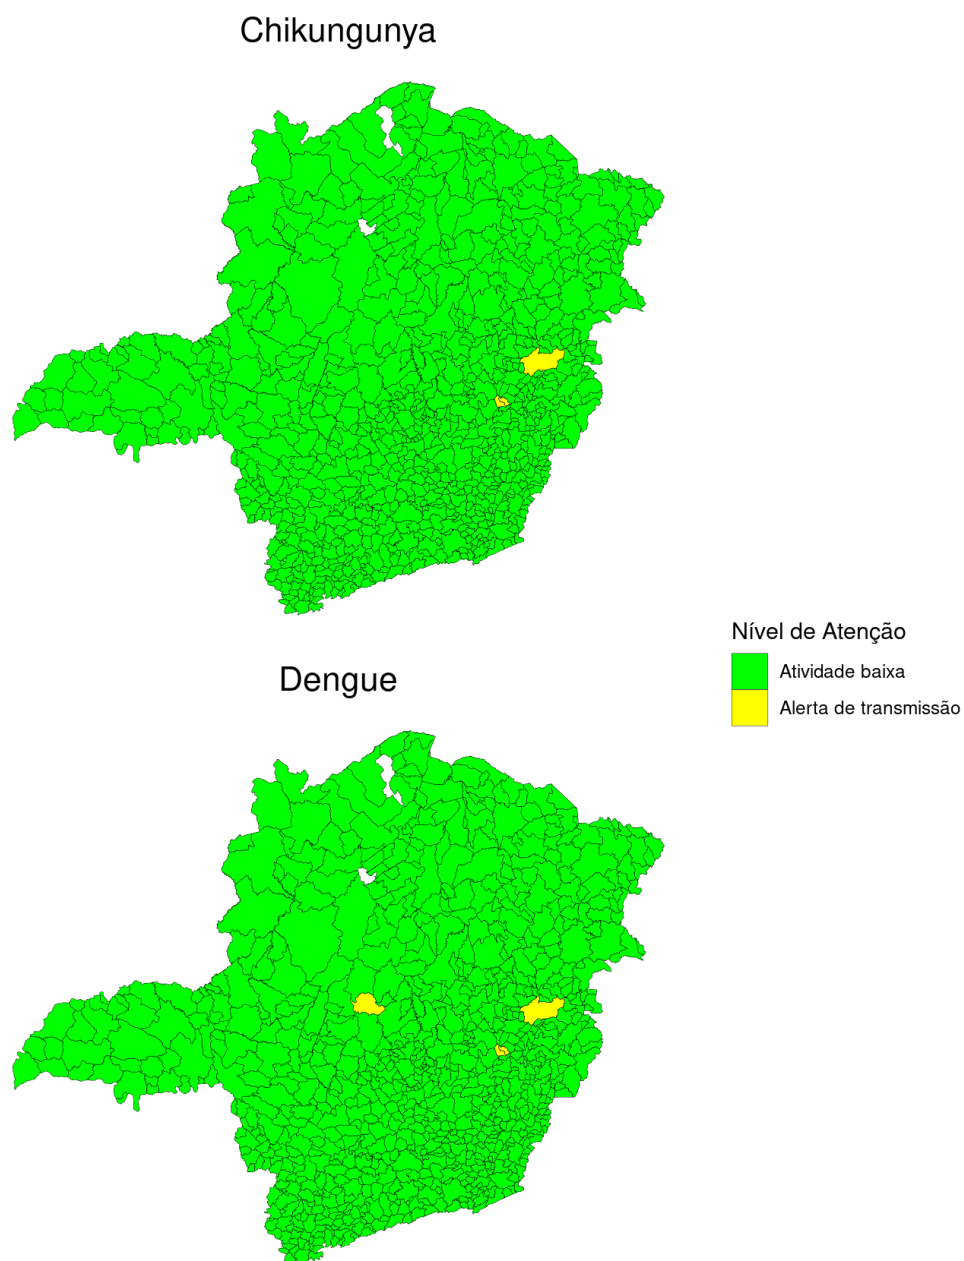 Chikungunya
Nível de Atenção
Atividade baixa
Alerta de transmissão
Dengue